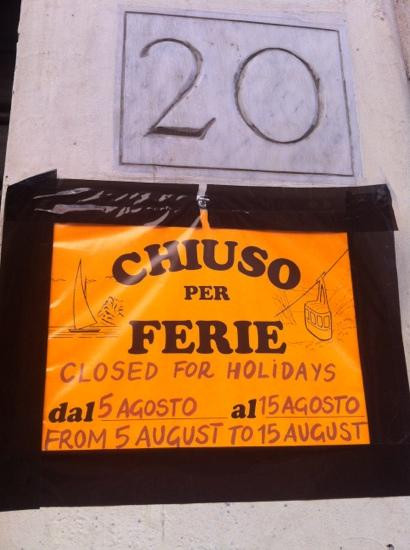 20
CHIUSO
PER
FERIE
CLOSED FOR HOLIDAYS
dal 5 AGOSTO al 15 AGOSTO
FROM 5 AUGUST TO 15 AUGUST